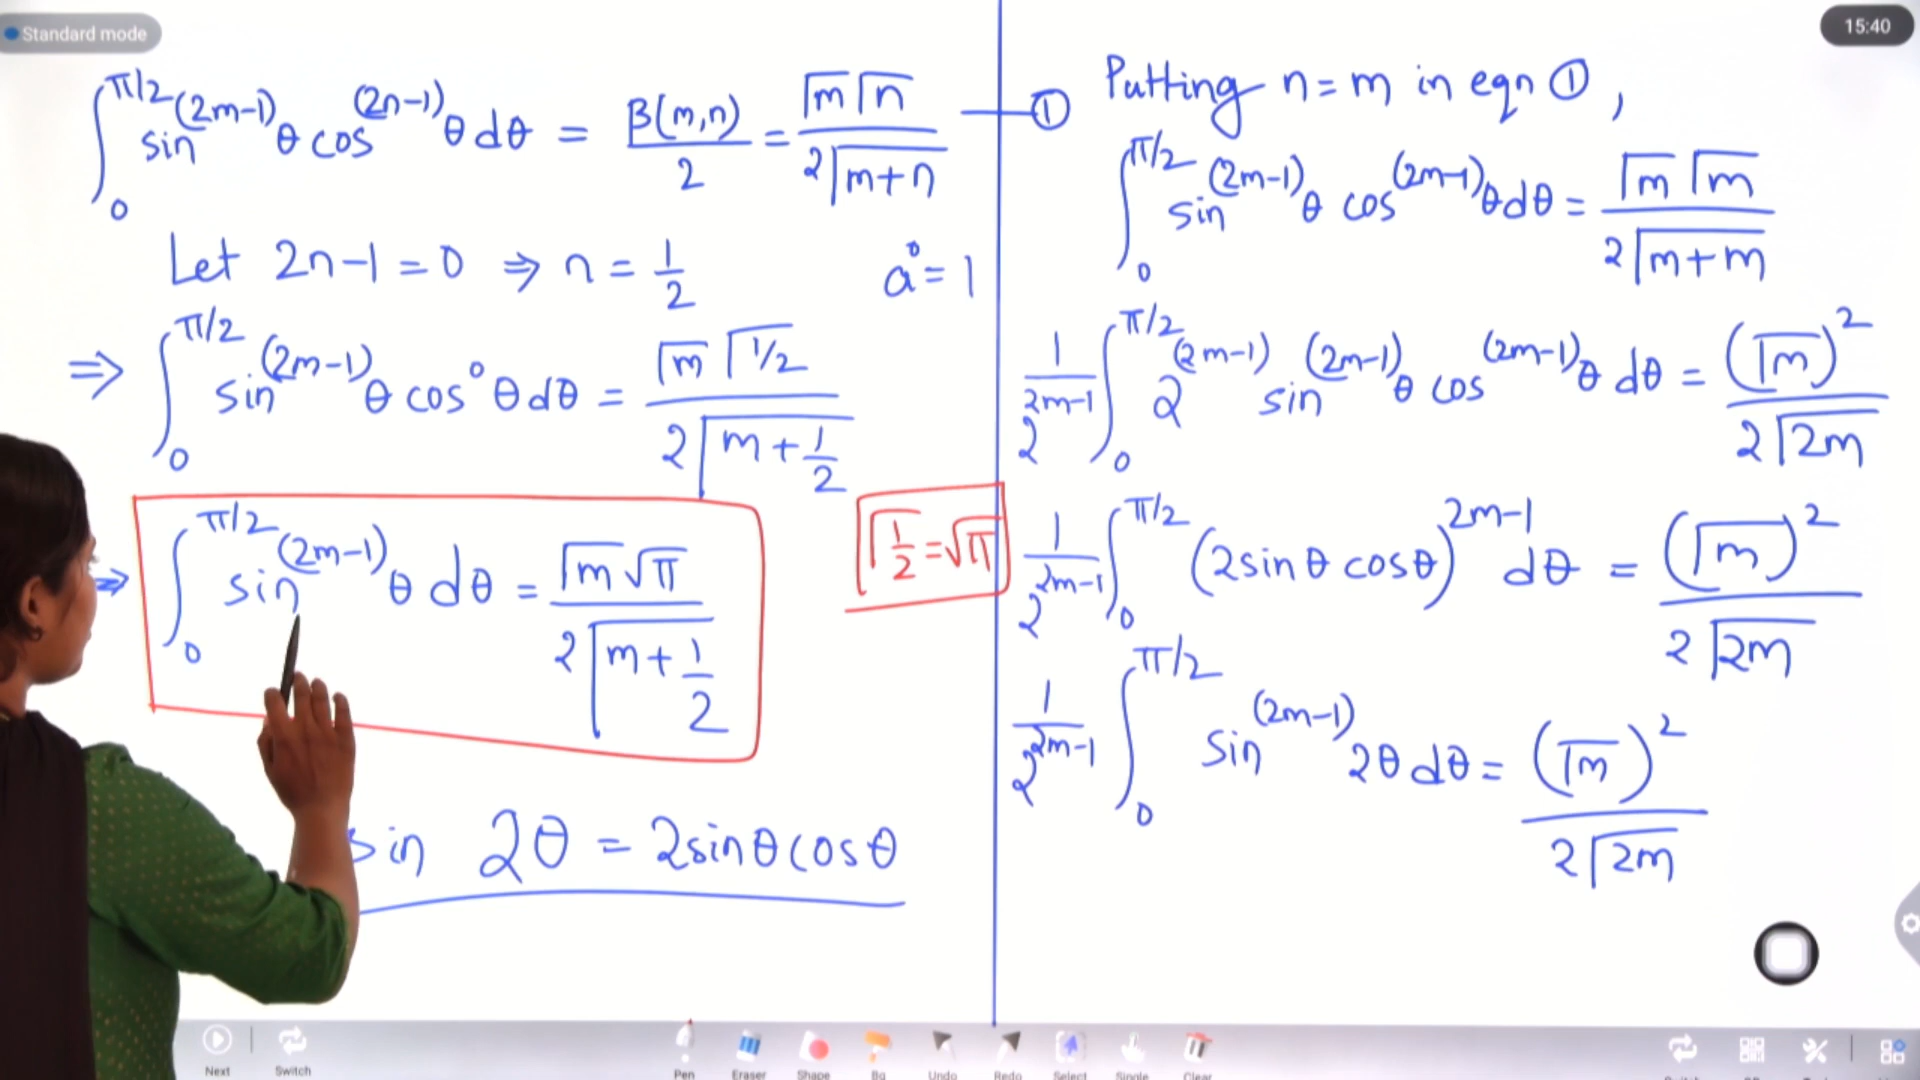 Standard mode
15:40
∫₀^{π/2} sin^{(2m-1)}θ cos^{(2n-1)}θ dθ = β(m,n)/2 = Γm Γn / 2Γ(m+n) — ①
Let 2n-1=0 ⇒ n = 1/2
a⁰ = 1
⇒ ∫₀^{π/2} sin^{(2m-1)}θ cos⁰θ dθ = Γm Γ1/2 / 2Γ(m+1/2)
⇒ ∫₀^{π/2} sin^{(2m-1)}θ dθ = Γm √π / 2Γ(m+1/2)
Γ1/2 = √π
sin 2θ = 2sinθcosθ
Putting n=m in eqn ①,
∫₀^{π/2} sin^{(2m-1)}θ cos^{(2m-1)}θ dθ = Γm Γm / 2Γ(m+m)
1/2^{2m-1} ∫₀^{π/2} 2^{(2m-1)} sin^{(2m-1)}θ cos^{(2m-1)}θ dθ = (Γm)² / 2Γ2m
1/2^{2m-1} ∫₀^{π/2} (2sinθ cosθ)^{2m-1} dθ = (Γm)² / 2Γ2m
1/2^{2m-1} ∫₀^{π/2} sin^{(2m-1)} 2θ dθ = (Γm)² / 2Γ2m
Next Switch Pen Eraser Shape Bg Undo Redo Select Single Clear